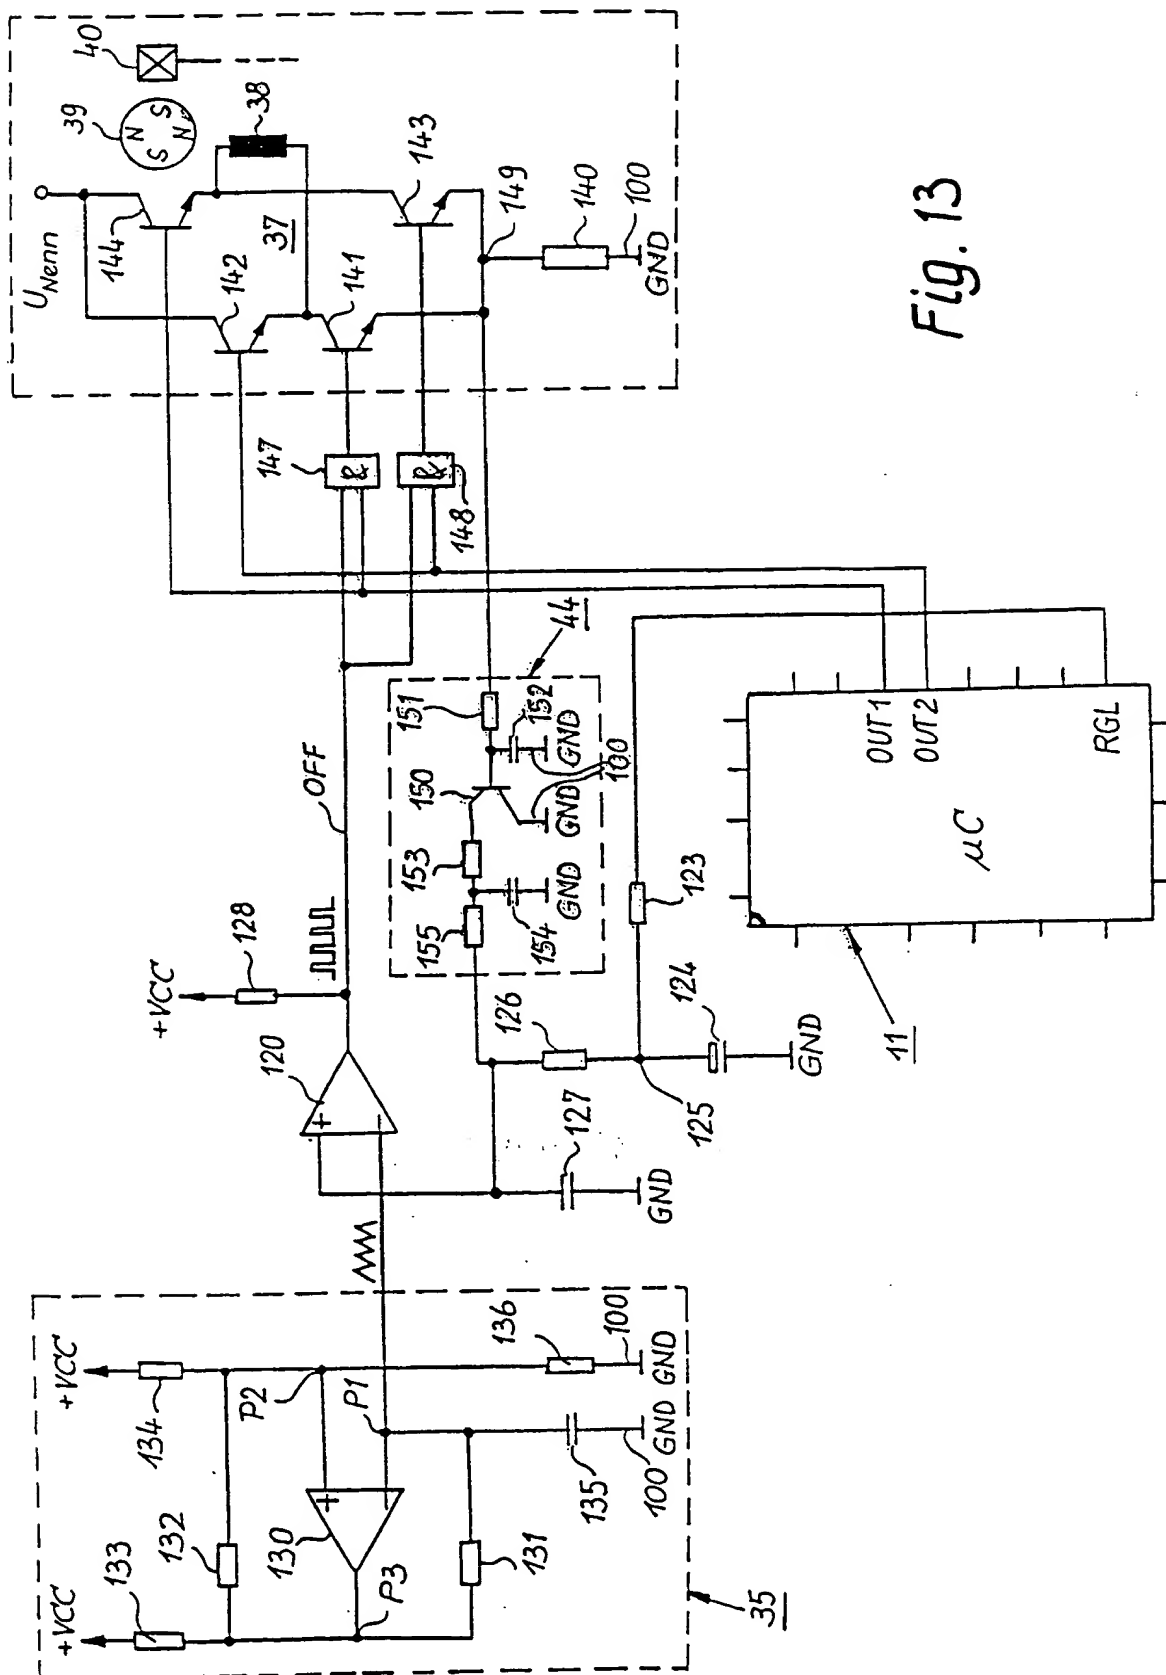 +VCC
133
132
+VCC
134
130
P3
131
P2
P1
136
100
GND
135
100
GND
35
+VCC
128
120
+
+
OFF
127
GND
126
125
124
GND
123
155
154
GND
153
150
GND
151
152
GND
100
44
147
&
148
&
U Nenn
144
142
141
37
143
149
140
100
GND
38
39
N
S
N
S
40
11
µC
OUT1
OUT2
RGL
Fig. 13